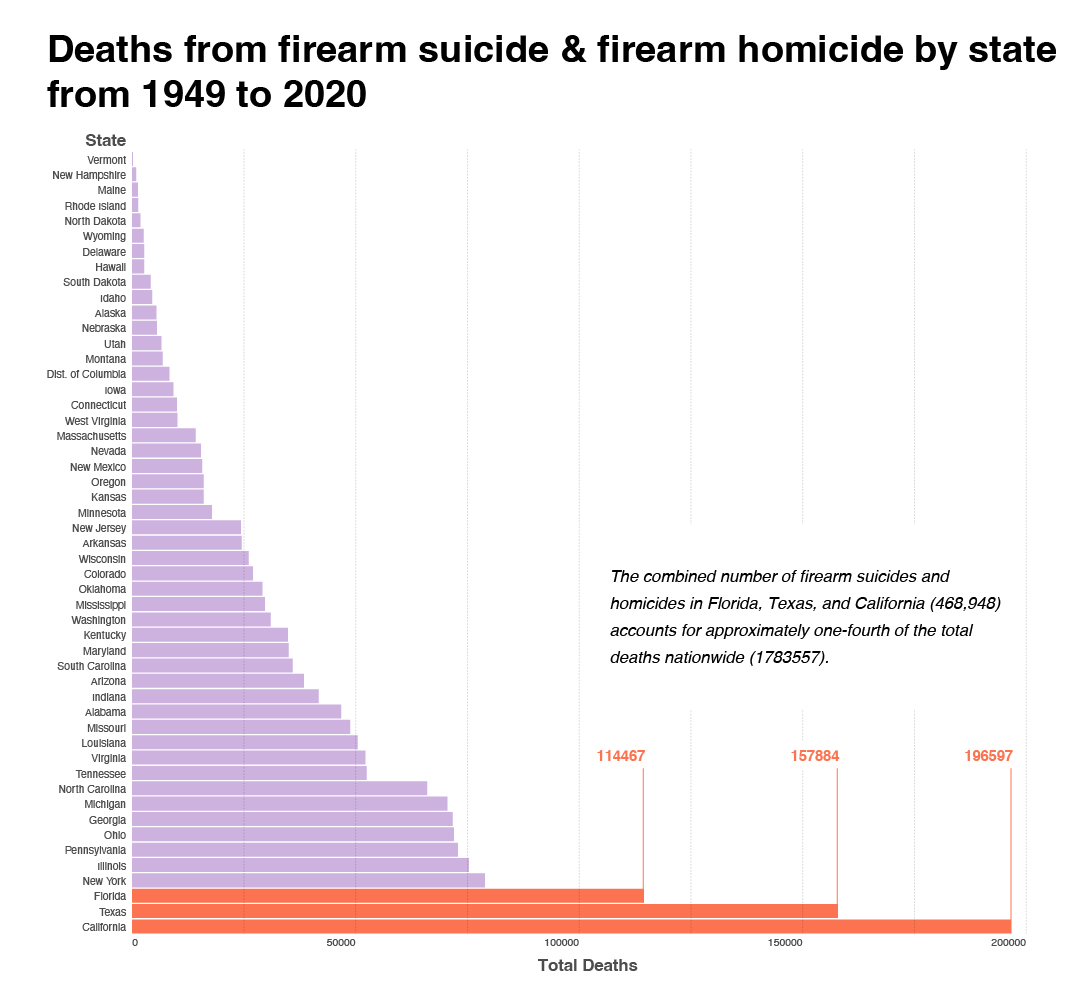 Deaths from firearm suicide & firearm homicide by state
from 1949 to 2020
State
Vermont
New Hampshire
Maine
Rhode Island
North Dakota
Wyoming
Delaware
Hawaii
South Dakota
Idaho
Alaska
Nebraska
Utah
Montana
Dist. of Columbia
Iowa
Connecticut
West Virginia
Massachusetts
Nevada
New Mexico
Oregon
Kansas
Minnesota
New Jersey
Arkansas
Wisconsin
Colorado
Oklahoma
Mississippi
Washington
Kentucky
Maryland
South Carolina
Arizona
Indiana
Alabama
Missouri
Louisiana
Virginia
Tennessee
North Carolina
Michigan
Georgia
Ohio
Pennsylvania
Illinois
New York
Florida
Texas
California
The combined number of firearm suicides and
homicides in Florida, Texas, and California (468,948)
accounts for approximately one-fourth of the total
deaths nationwide (1783557).
114467 157884 196597
0 50000 100000 150000 200000
Total Deaths